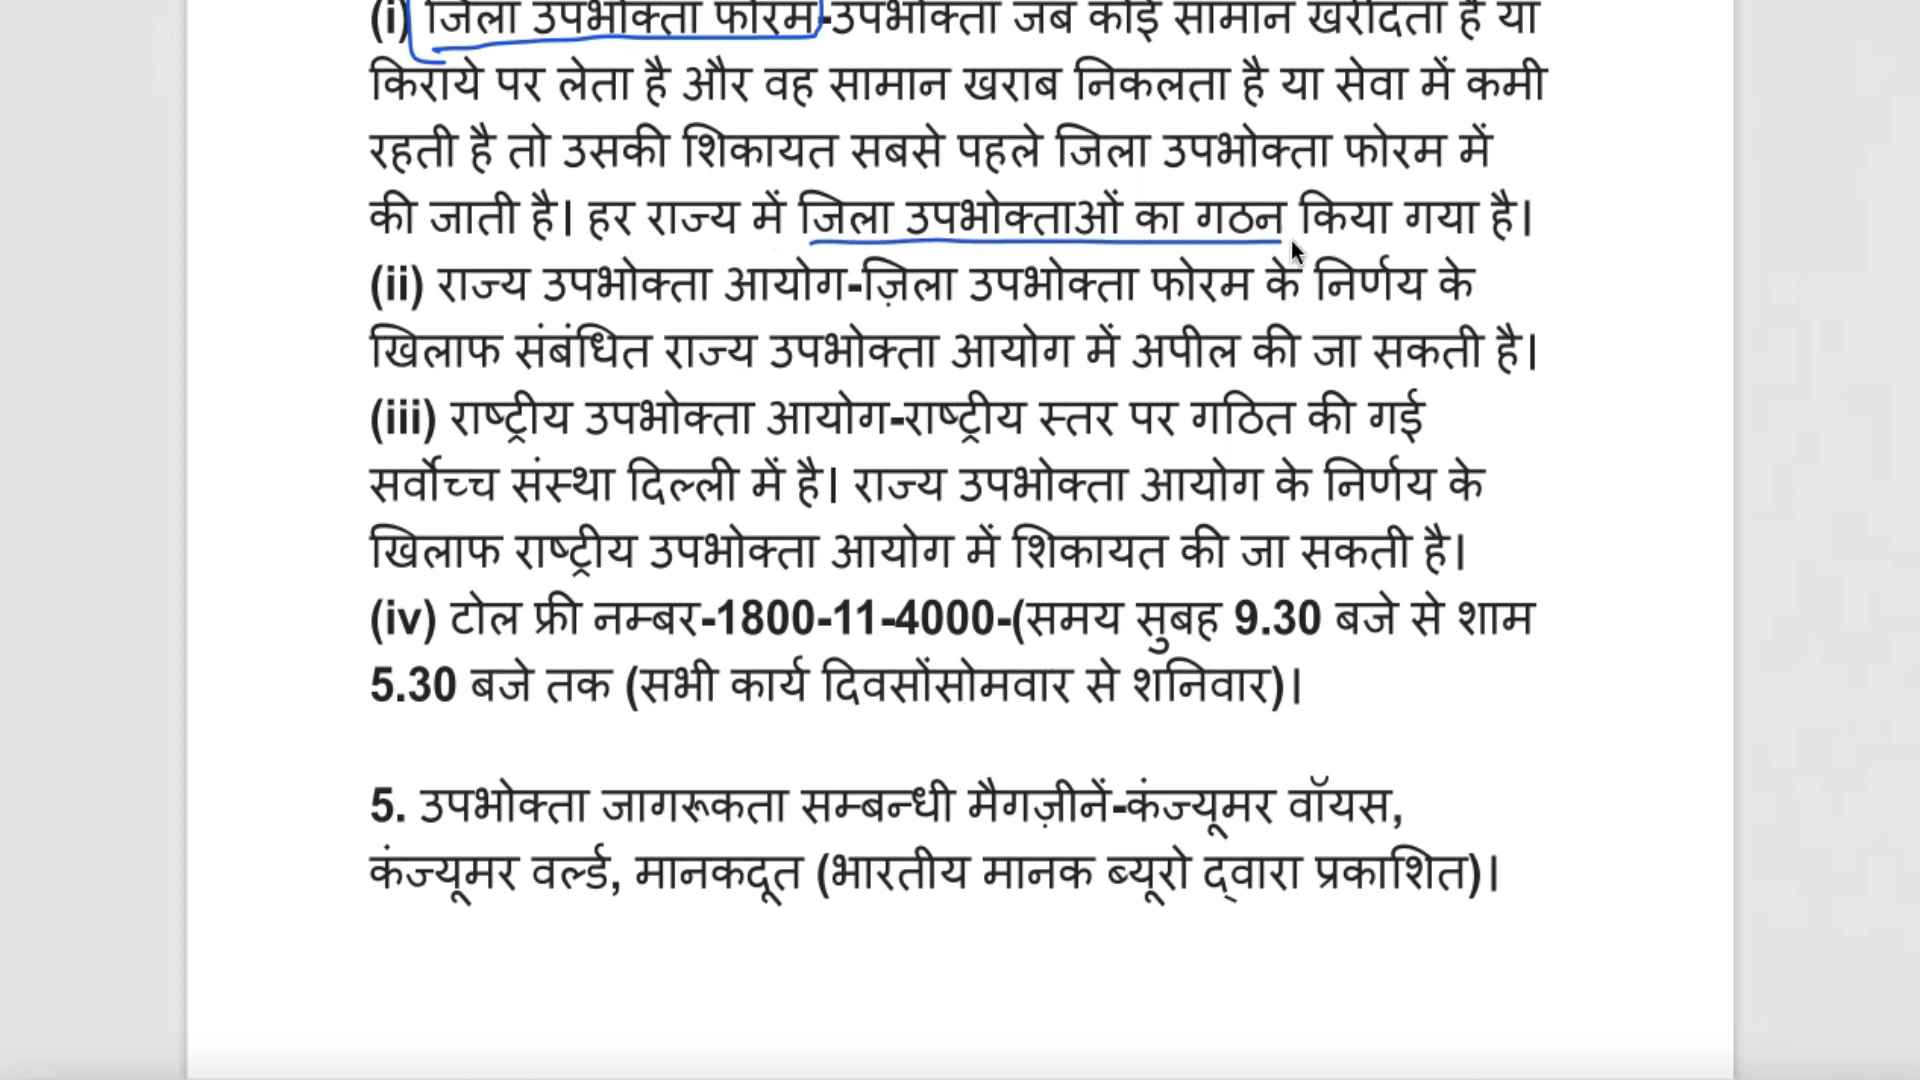 (i) जिला उपभोक्ता फोरम-उपभोक्ता जब कोई सामान खरीदता है या
किराये पर लेता है और वह सामान खराब निकलता है या सेवा में कमी
रहती है तो उसकी शिकायत सबसे पहले जिला उपभोक्ता फोरम में
की जाती है। हर राज्य में जिला उपभोक्ताओं का गठन किया गया है।
(ii) राज्य उपभोक्ता आयोग-ज़िला उपभोक्ता फोरम के निर्णय के
खिलाफ संबंधित राज्य उपभोक्ता आयोग में अपील की जा सकती है।
(iii) राष्ट्रीय उपभोक्ता आयोग-राष्ट्रीय स्तर पर गठित की गई
सर्वोच्च संस्था दिल्ली में है। राज्य उपभोक्ता आयोग के निर्णय के
खिलाफ राष्ट्रीय उपभोक्ता आयोग में शिकायत की जा सकती है।
(iv) टोल फ्री नम्बर-1800-11-4000-(समय सुबह 9.30 बजे से शाम
5.30 बजे तक (सभी कार्य दिवसोंसोमवार से शनिवार)।
5. उपभोक्ता जागरूकता सम्बन्धी मैगज़ीनें-कंज्यूमर वॉयस,
कंज्यूमर वर्ल्ड, मानकदूत (भारतीय मानक ब्यूरो द्वारा प्रकाशित)।